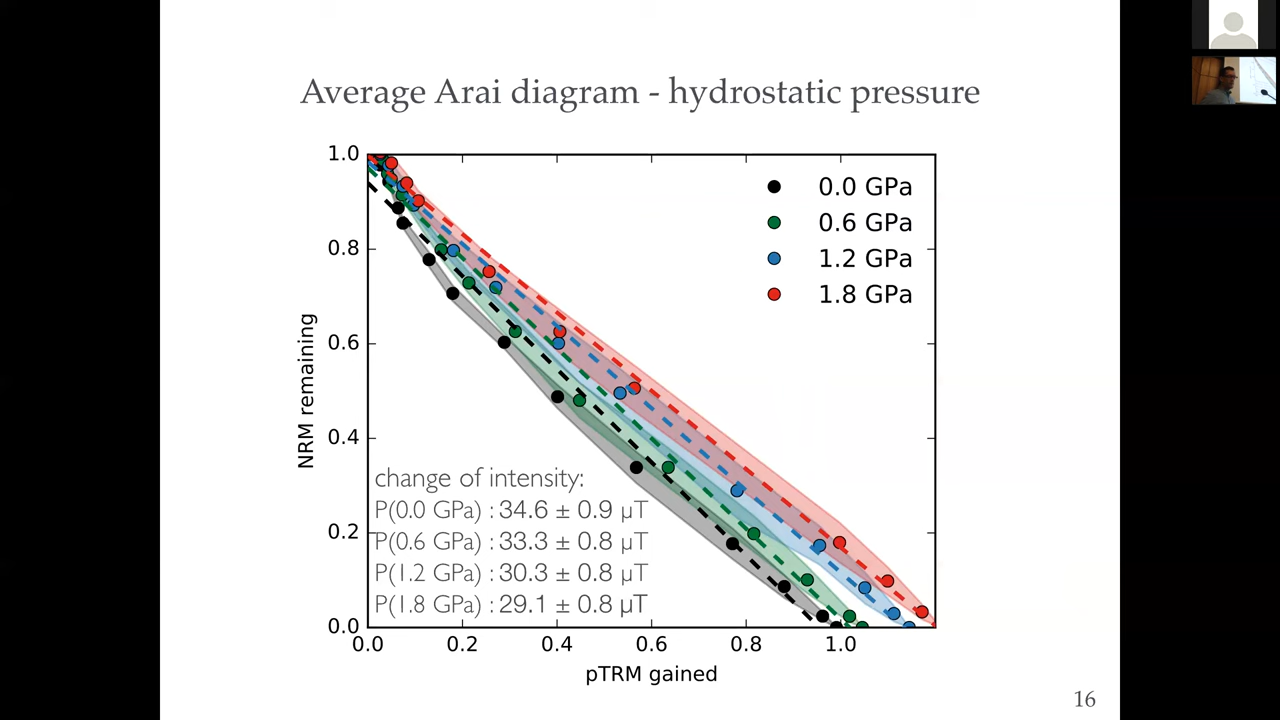 Average Arai diagram - hydrostatic pressure
1.0
0.8
0.6
0.4
0.2
0.0
NRM remaining
0.0 GPa
0.6 GPa
1.2 GPa
1.8 GPa
change of intensity:
P(0.0 GPa) : 34.6 ± 0.9 µT
P(0.6 GPa) : 33.3 ± 0.8 µT
P(1.2 GPa) : 30.3 ± 0.8 µT
P(1.8 GPa) : 29.1 ± 0.8 µT
0.0 0.2 0.4 0.6 0.8 1.0
pTRM gained
16